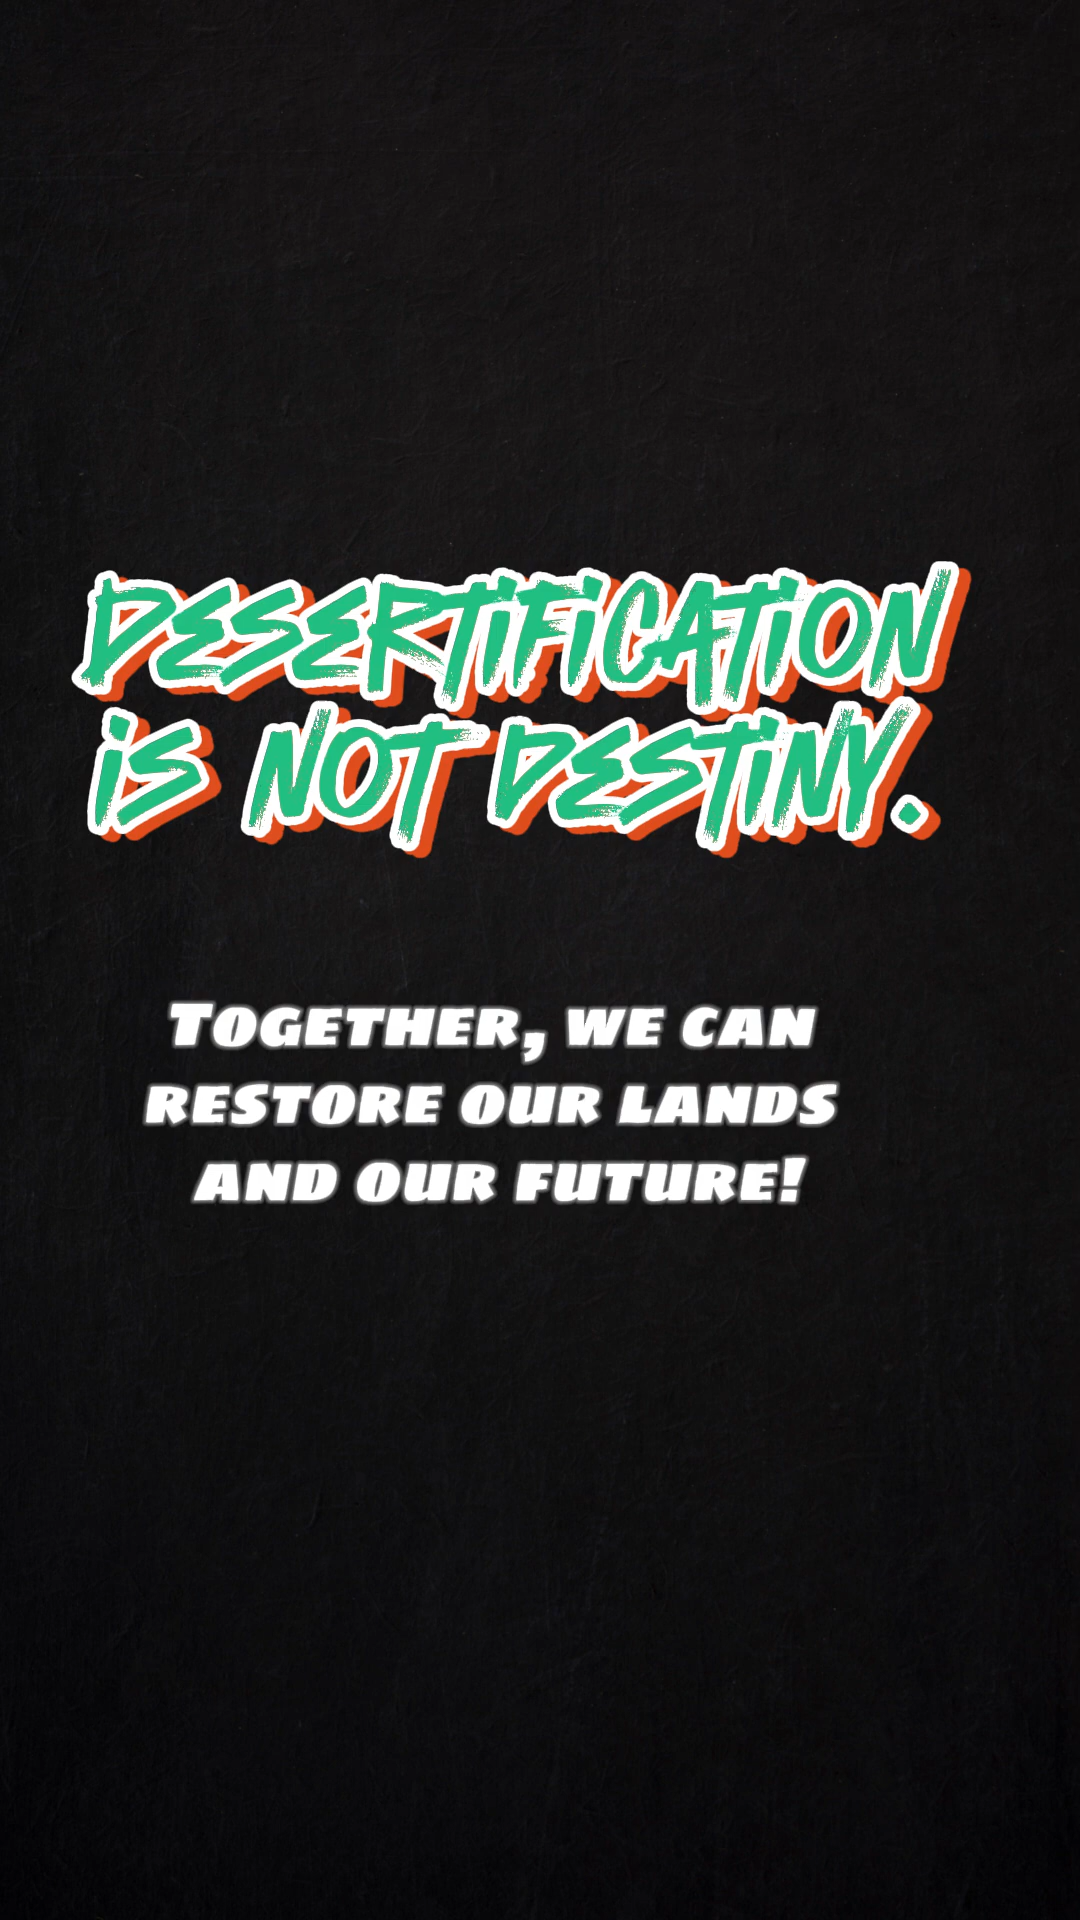 DESERTiFiCATiON
iS NOT DESTiNY.
Together, we can
restore our lands
and our future!